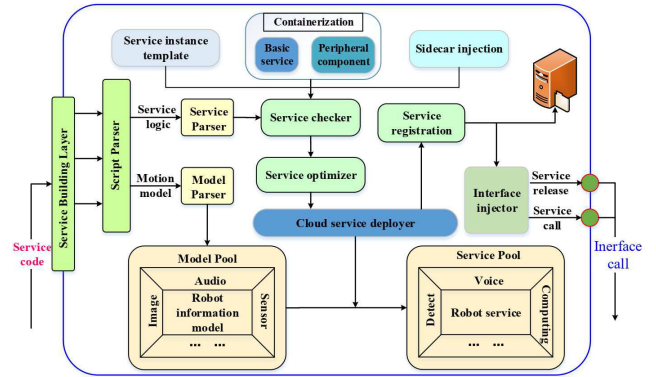 Containerization
Service instance
template
Basic
service
Peripheral
component
Sidecar injection
Service Building Layer
Script Parser
Service
logic
Service
Parser
Service checker
Service
registration
Motion
model
Model
Parser
Service optimizer
Interface
injector
Service
release
Service
call
Cloud service deployer
Service
code
Inerface
call
Model Pool
Audio
Image
Robot
information
model
Sensor
... ...
Service Pool
Voice
Detect
Robot service
Computing
... ...